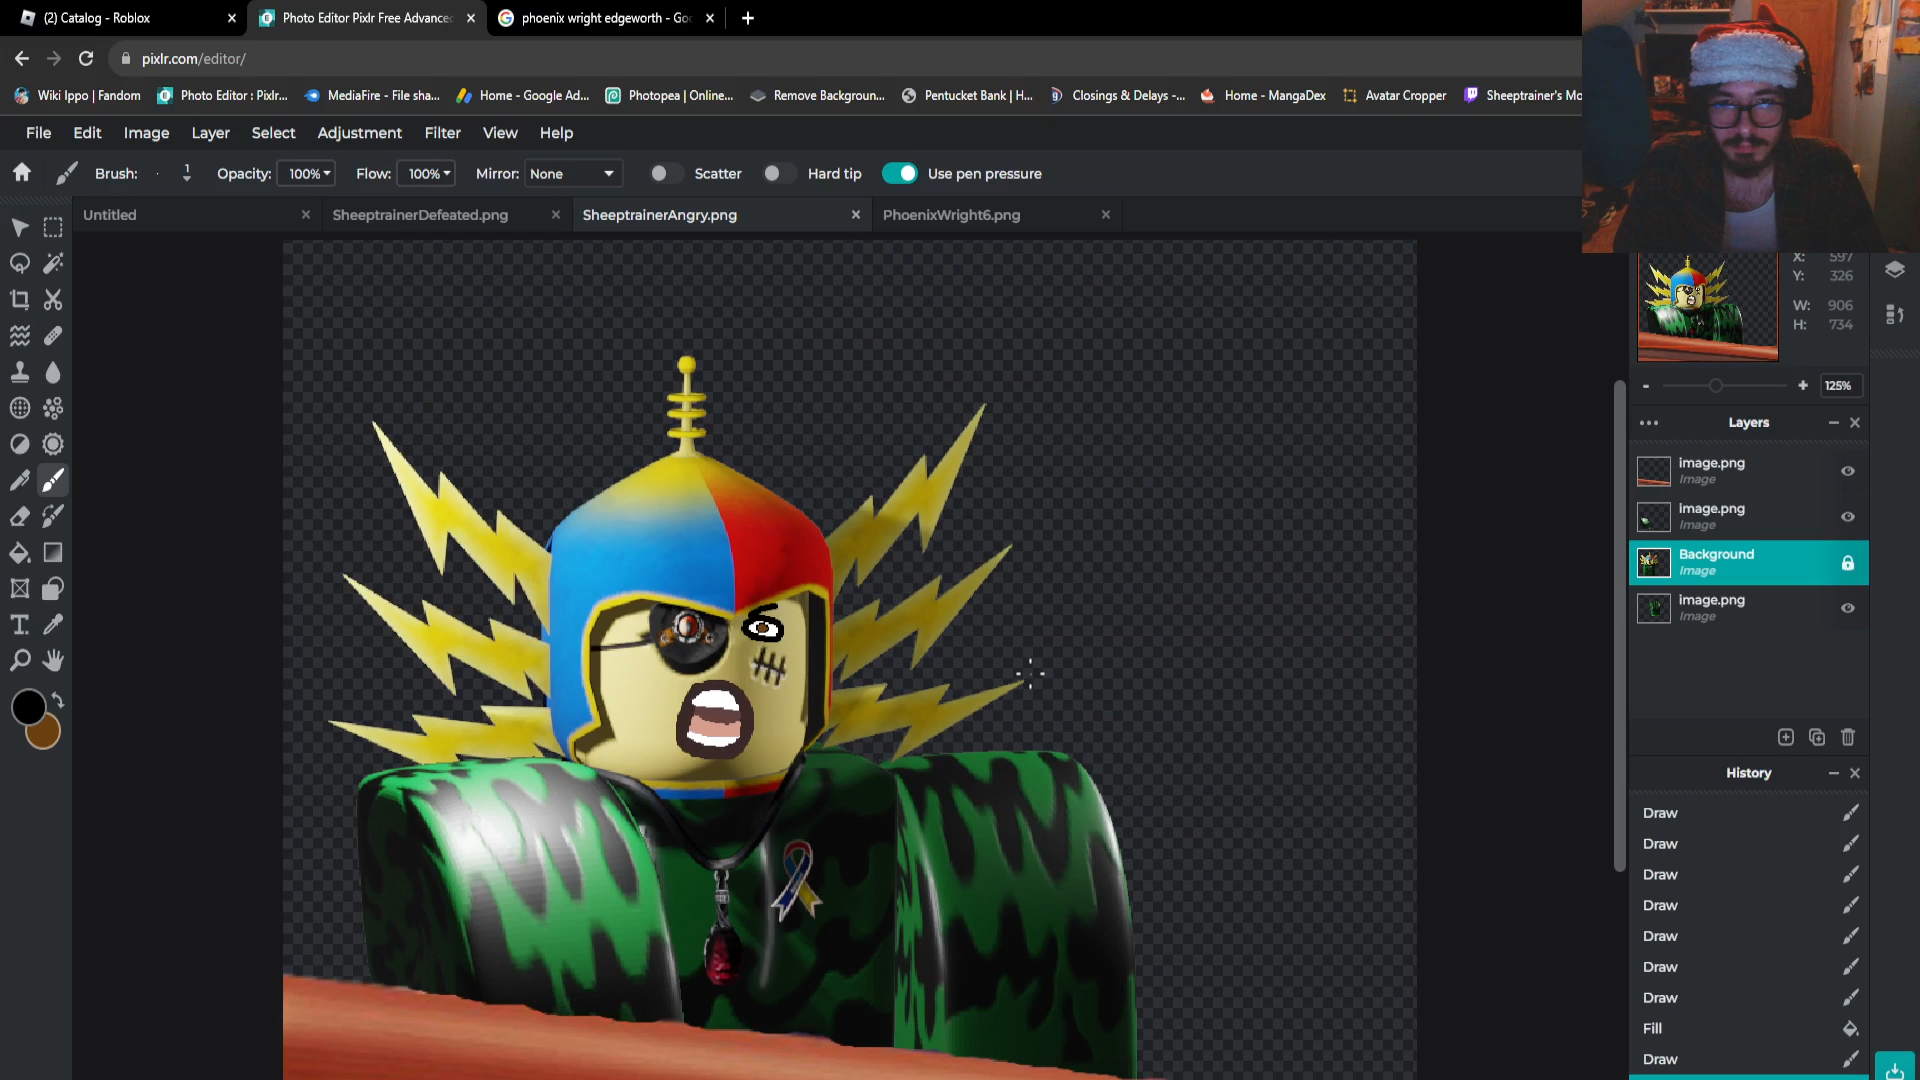 (2) Catalog - Roblox
Photo Editor Pixlr Free Advance
phoenix wright edgeworth - Goo
pixlr.com/editor/
Wiki Ippo | Fandom
Photo Editor : Pixlr...
MediaFire - File sha...
Home - Google Ad...
Photopea | Online...
Remove Backgroun...
Pentucket Bank | H...
Closings & Delays -...
Home - MangaDex
Avatar Cropper
Sheeptrainer's Mo
File Edit Image Layer Select Adjustment Filter View Help
Brush: 1 Opacity: 100% Flow: 100% Mirror: None Scatter Hard tip Use pen pressure
Untitled
SheeptrainerDefeated.png
SheeptrainerAngry.png
PhoenixWright6.png
X: 597
Y: 326
W: 906
H: 734
- + 125%
Layers
image.png
Image
image.png
Image
Background
Image
image.png
Image
History
Draw
Draw
Draw
Draw
Draw
Draw
Draw
Fill
Draw